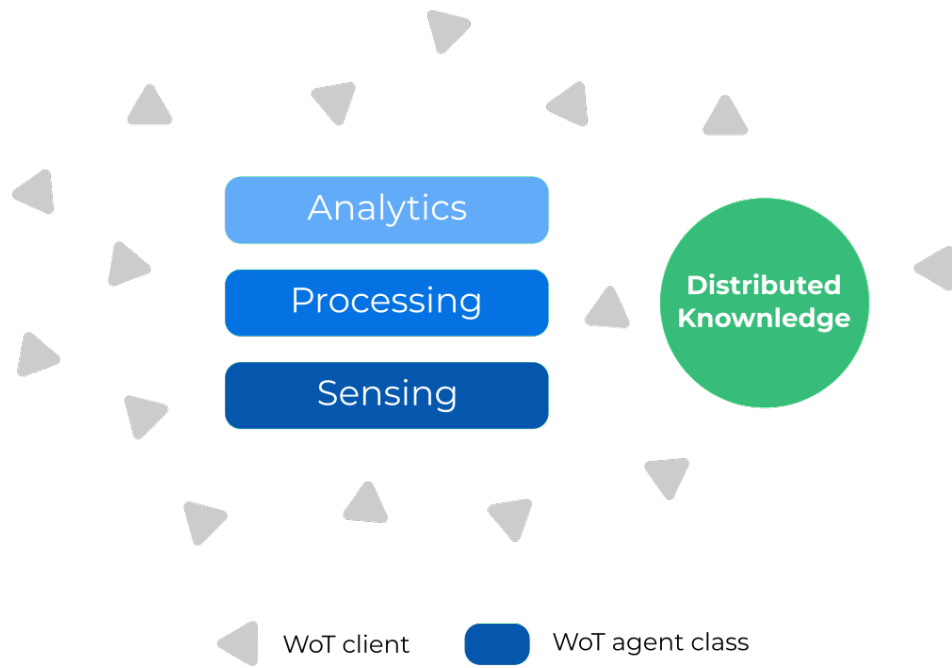 Analytics
Processing
Sensing
Distributed
Knownledge
WoT client
WoT agent class